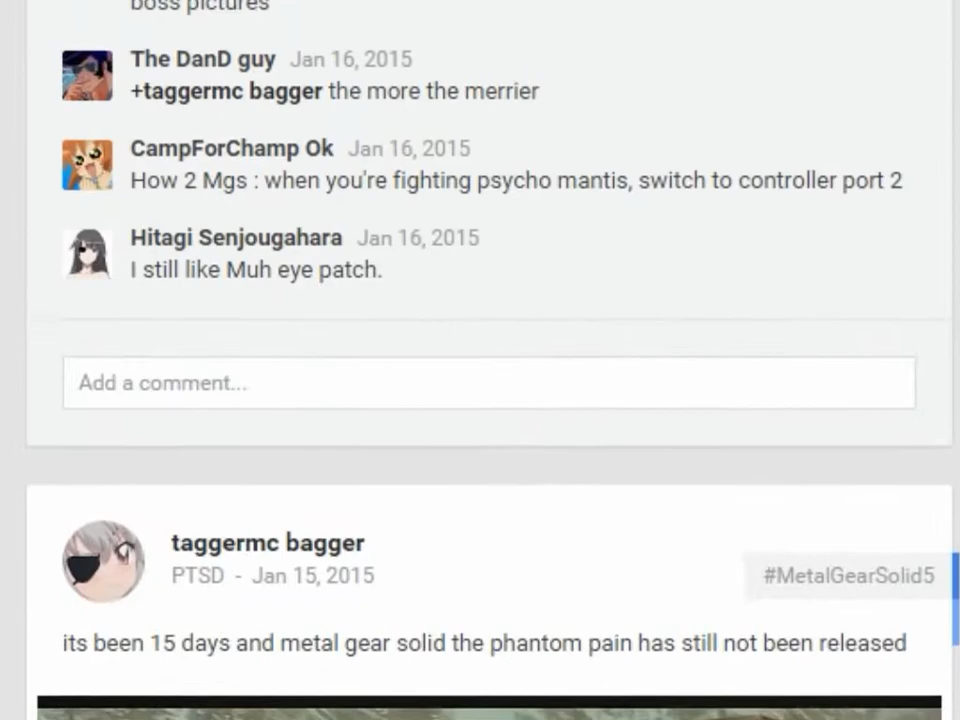 boss pictures
The DanD guy Jan 16, 2015
+taggermc bagger the more the merrier
CampForChamp Ok Jan 16, 2015
How 2 Mgs : when you're fighting psycho mantis, switch to controller port 2
Hitagi Senjougahara Jan 16, 2015
I still like Muh eye patch.
Add a comment...
taggermc bagger
PTSD - Jan 15, 2015
#MetalGearSolid5
its been 15 days and metal gear solid the phantom pain has still not been released